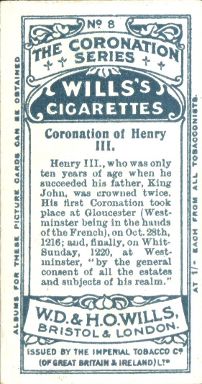 No 8
THE CORONATION
SERIES
WILLS'S
CIGARETTES
Coronation of Henry
III.
Henry III., who was only
ten years of age when he
succeeded his father, King
John, was crowned twice.
His first Coronation took
place at Gloucester (West-
minster being in the hands
of the French), on Oct. 28th,
1216; and, finally, on Whit-
Sunday, 1220, at West-
minster, "by the general
consent of all the estates
and subjects of his realm."
W.D. & H.O. WILLS,
BRISTOL & LONDON.
ISSUED BY THE IMPERIAL TOBACCO Co
(OF GREAT BRITAIN & IRELAND) LTD
ALBUMS FOR THESE PICTURE CARDS CAN BE OBTAINED
AT 1/- EACH FROM ALL TOBACCONISTS.